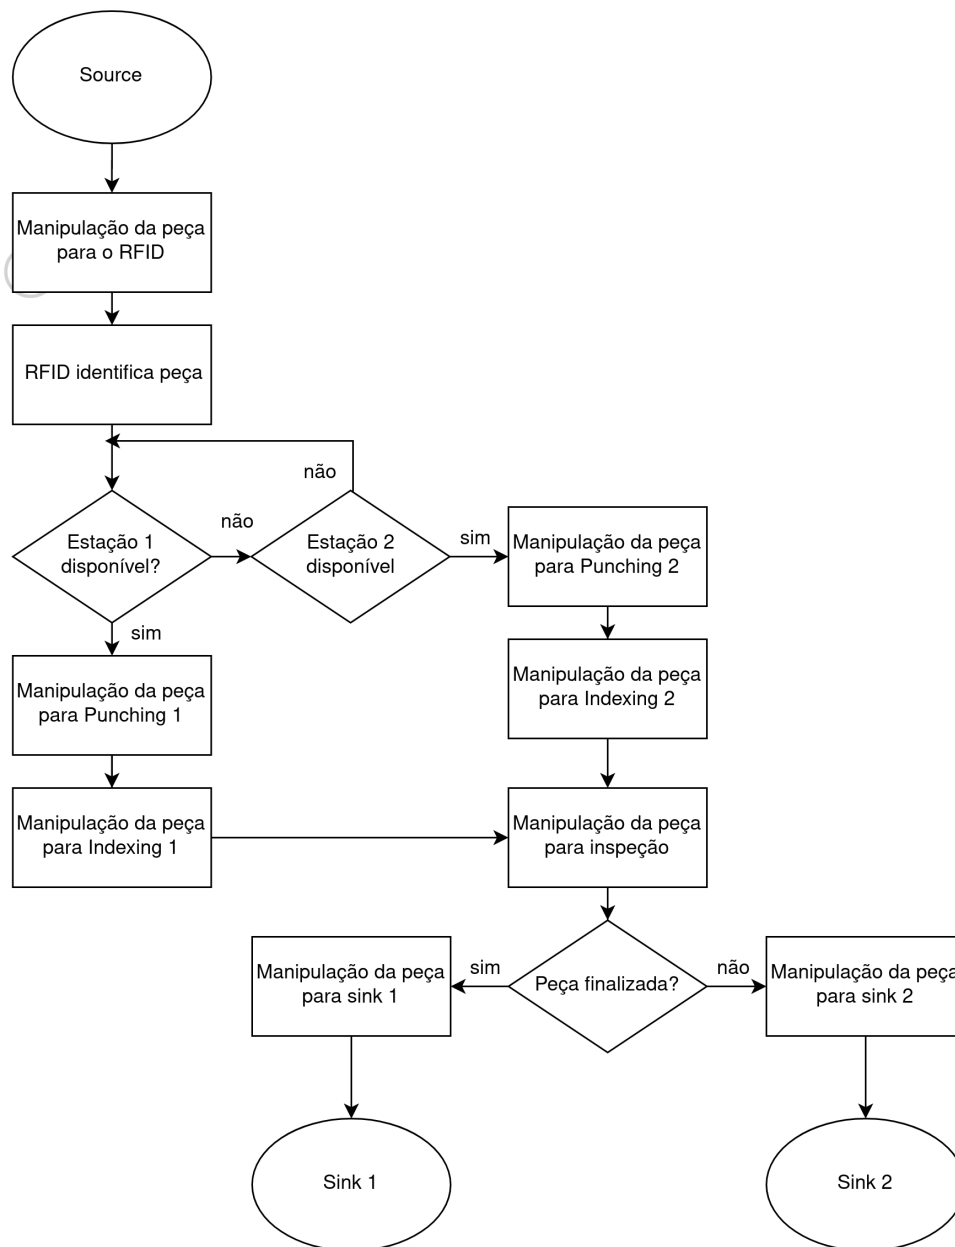 Source
Manipulação da peça
para o RFID
RFID identifica peça
não
não
Estação 1
disponível?
Estação 2
disponível
sim
Manipulação da peça
para Punching 2
sim
Manipulação da peça
para Indexing 2
Manipulação da peça
para Punching 1
Manipulação da peça
para Indexing 1
Manipulação da peça
para inspeção
Manipulação da peça
para sink 1
sim
Peça finalizada?
não
Manipulação da peça
para sink 2
Sink 1
Sink 2